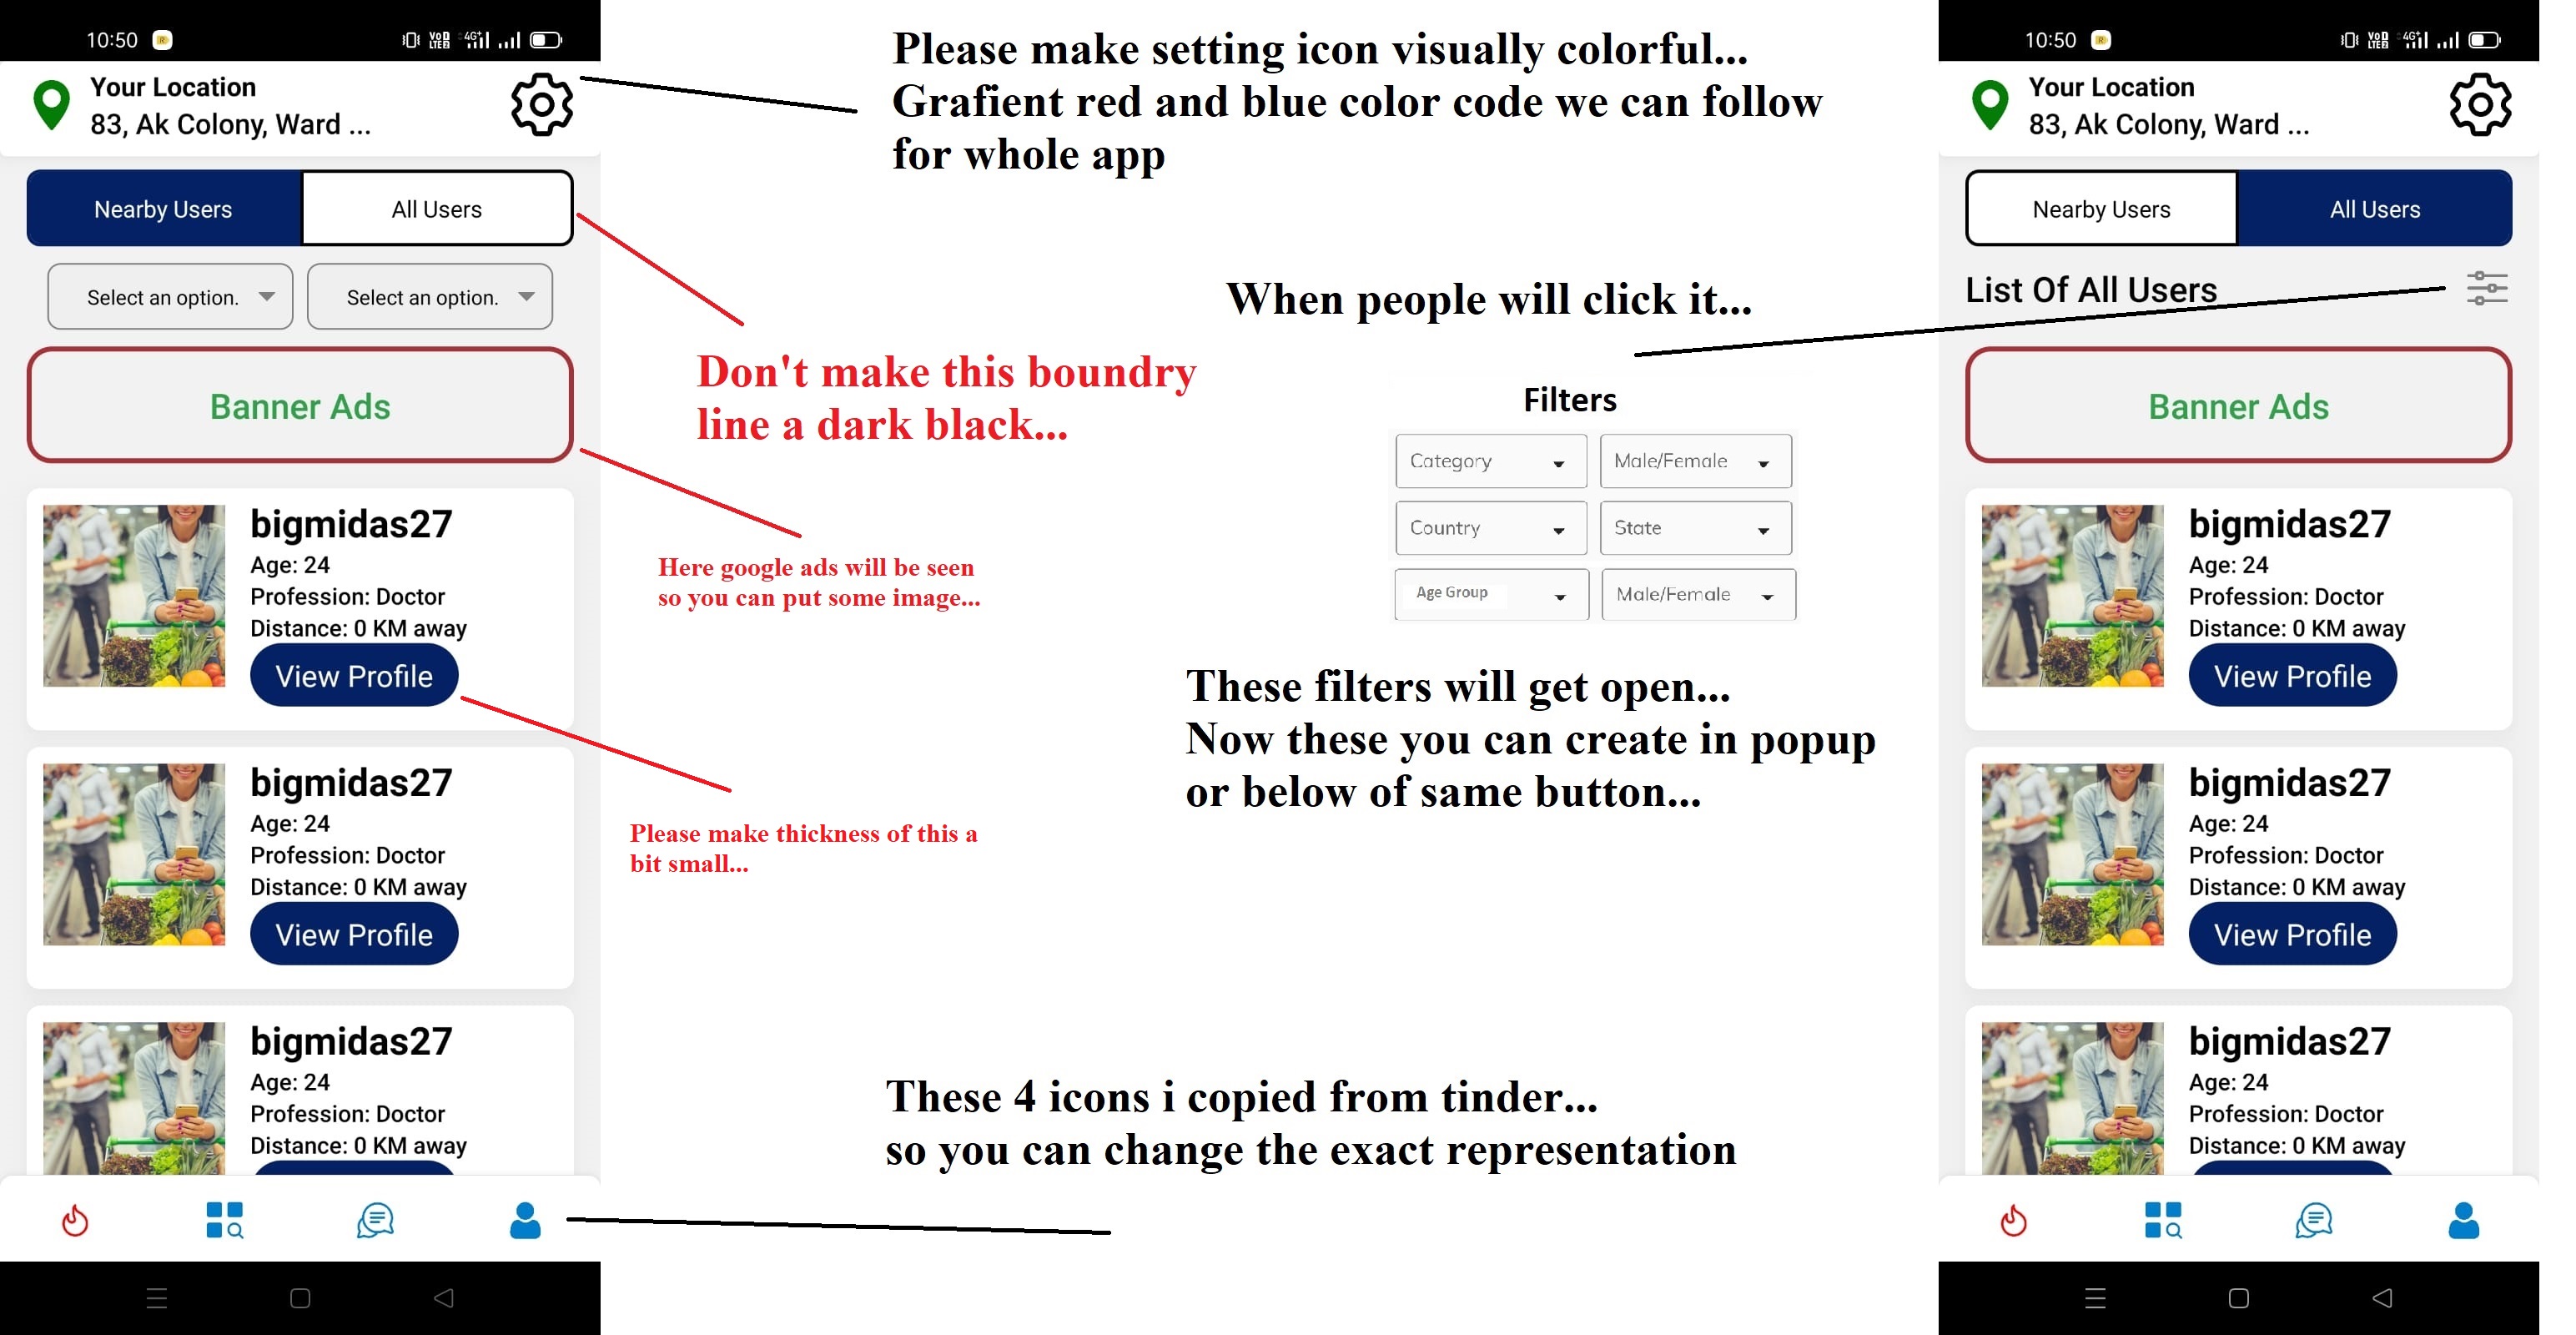 10:50
VoD
LTE2
4G+
Your Location
83, Ak Colony, Ward ...
Nearby Users
All Users
Select an option.
Select an option.
Banner Ads
bigmidas27
Age: 24
Profession: Doctor
Distance: 0 KM away
View Profile
bigmidas27
Age: 24
Profession: Doctor
Distance: 0 KM away
View Profile
bigmidas27
Age: 24
Profession: Doctor
Distance: 0 KM away
Please make setting icon visually colorful...
Grafient red and blue color code we can follow
for whole app
Don't make this boundry
line a dark black...
Here google ads will be seen
so you can put some image...
Please make thickness of this a
bit small...
When people will click it...
Filters
Category
Male/Female
Country
State
Age Group
Male/Female
These filters will get open...
Now these you can create in popup
or below of same button...
These 4 icons i copied from tinder...
so you can change the exact representation
10:50
VoD
LTE2
4G+
Your Location
83, Ak Colony, Ward ...
Nearby Users
All Users
List Of All Users
Banner Ads
bigmidas27
Age: 24
Profession: Doctor
Distance: 0 KM away
View Profile
bigmidas27
Age: 24
Profession: Doctor
Distance: 0 KM away
View Profile
bigmidas27
Age: 24
Profession: Doctor
Distance: 0 KM away